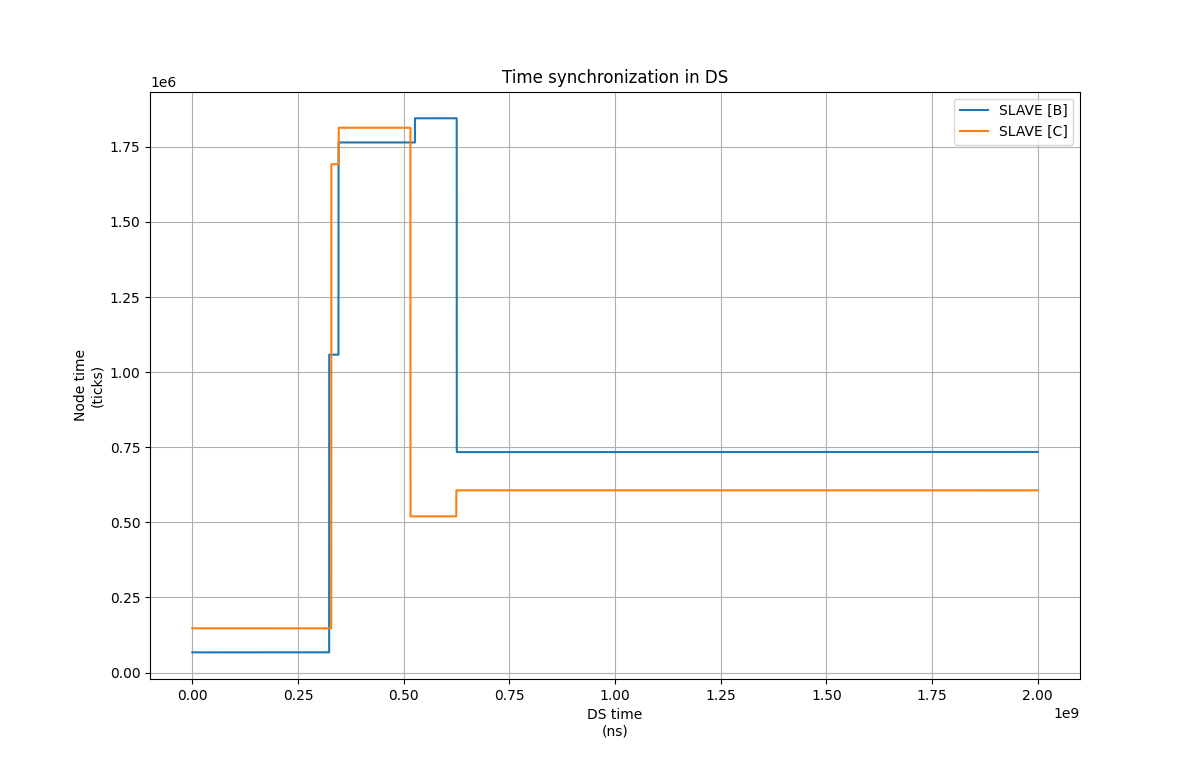 Time synchronization in DS
1e6
SLAVE [B]
SLAVE [C]
1.75
1.50
1.25
1.00
0.75
0.50
0.25
0.00
Node time
(ticks)
0.00 0.25 0.50 0.75 1.00 1.25 1.50 1.75 2.00
1e9
DS time
(ns)